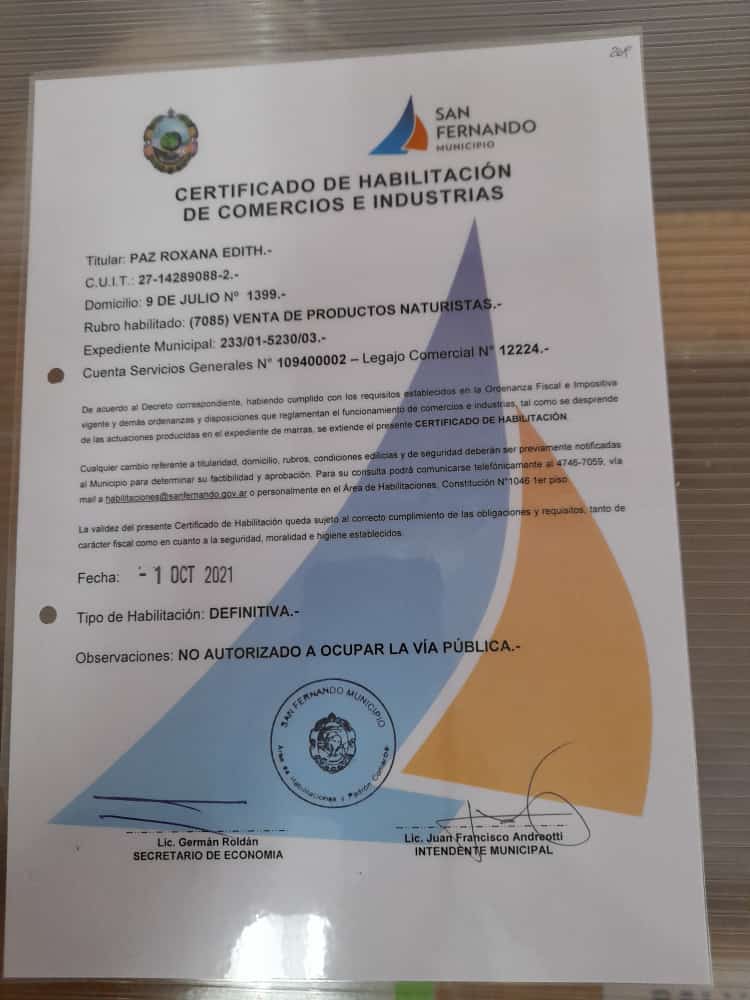 SAN
FERNANDO
MUNICIPIO
CERTIFICADO DE HABILITACIÓN
DE COMERCIOS E INDUSTRIAS
Titular: PAZ ROXANA EDITH.-
C.U.I.T.: 27-14289088-2.-
Domicilio: 9 DE JULIO Nº 1399.-
Rubro habilitado: (7085) VENTA DE PRODUCTOS NATURISTAS.-
Expediente Municipal: 233/01-5230/03.-
Cuenta Servicios Generales N° 109400002 – Legajo Comercial N° 12224.-
De acuerdo al Decreto correspondiente, habiendo cumplido con los requisitos establecidos en la Ordenanza Fiscal e Impositiva
vigente y demás ordenanzas y disposiciones que reglamentan el funcionamiento de comercios e industrias, tal como se desprende
de las actuaciones producidas en el expediente de marras, se extiende el presente CERTIFICADO DE HABILITACIÓN.
Cualquier cambio referente a titularidad, domicilio, rubros, condiciones edilicias y de seguridad deberán ser previamente notificadas
al Municipio para determinar su factibilidad y aprobación. Para su consulta podrá comunicarse telefónicamente al 4746-7059, vía
mail a habilitaciones@sanfernando.gov.ar o personalmente en el Área de Habilitaciones, Constitución N°1046 1er piso.
La validez del presente Certificado de Habilitación queda sujeto al correcto cumplimiento de las obligaciones y requisitos, tanto de
carácter fiscal como en cuanto a la seguridad, moralidad e higiene establecidos.
Fecha: - 1 OCT 2021
Tipo de Habilitación: DEFINITIVA.-
Observaciones: NO AUTORIZADO A OCUPAR LA VÍA PÚBLICA.-
SAN FERNANDO MUNICIPIO
Área de Habilitaciones y Padrón Comercial
Lic. Germán Roldán
SECRETARIO DE ECONOMIA
Lic. Juan Francisco Andreotti
INTENDENTE MUNICIPAL